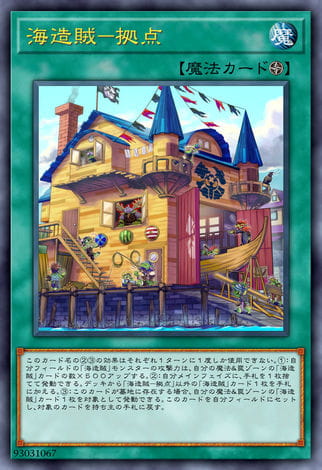 海造賊－拠点
魔
【魔法カード】
このカード名の②③の効果はそれぞれ１ターンに１度しか使用できない。①：自
分フィールドの「海造賊」モンスターの攻撃力は、自分の魔法＆罠ゾーンの「海造
賊」カードの数×５００アップする。②：自分メインフェイズに、手札を１枚捨
てて発動できる。デッキから「海造賊－拠点」以外の「海造賊」カード１枚を手札
に加える。③：このカードが墓地に存在する場合、自分の魔法＆罠ゾーンの「海造
賊」カード１枚を対象として発動できる。このカードを自分フィールドにセット
し、対象のカードを持ち主の手札に戻す。
93031067